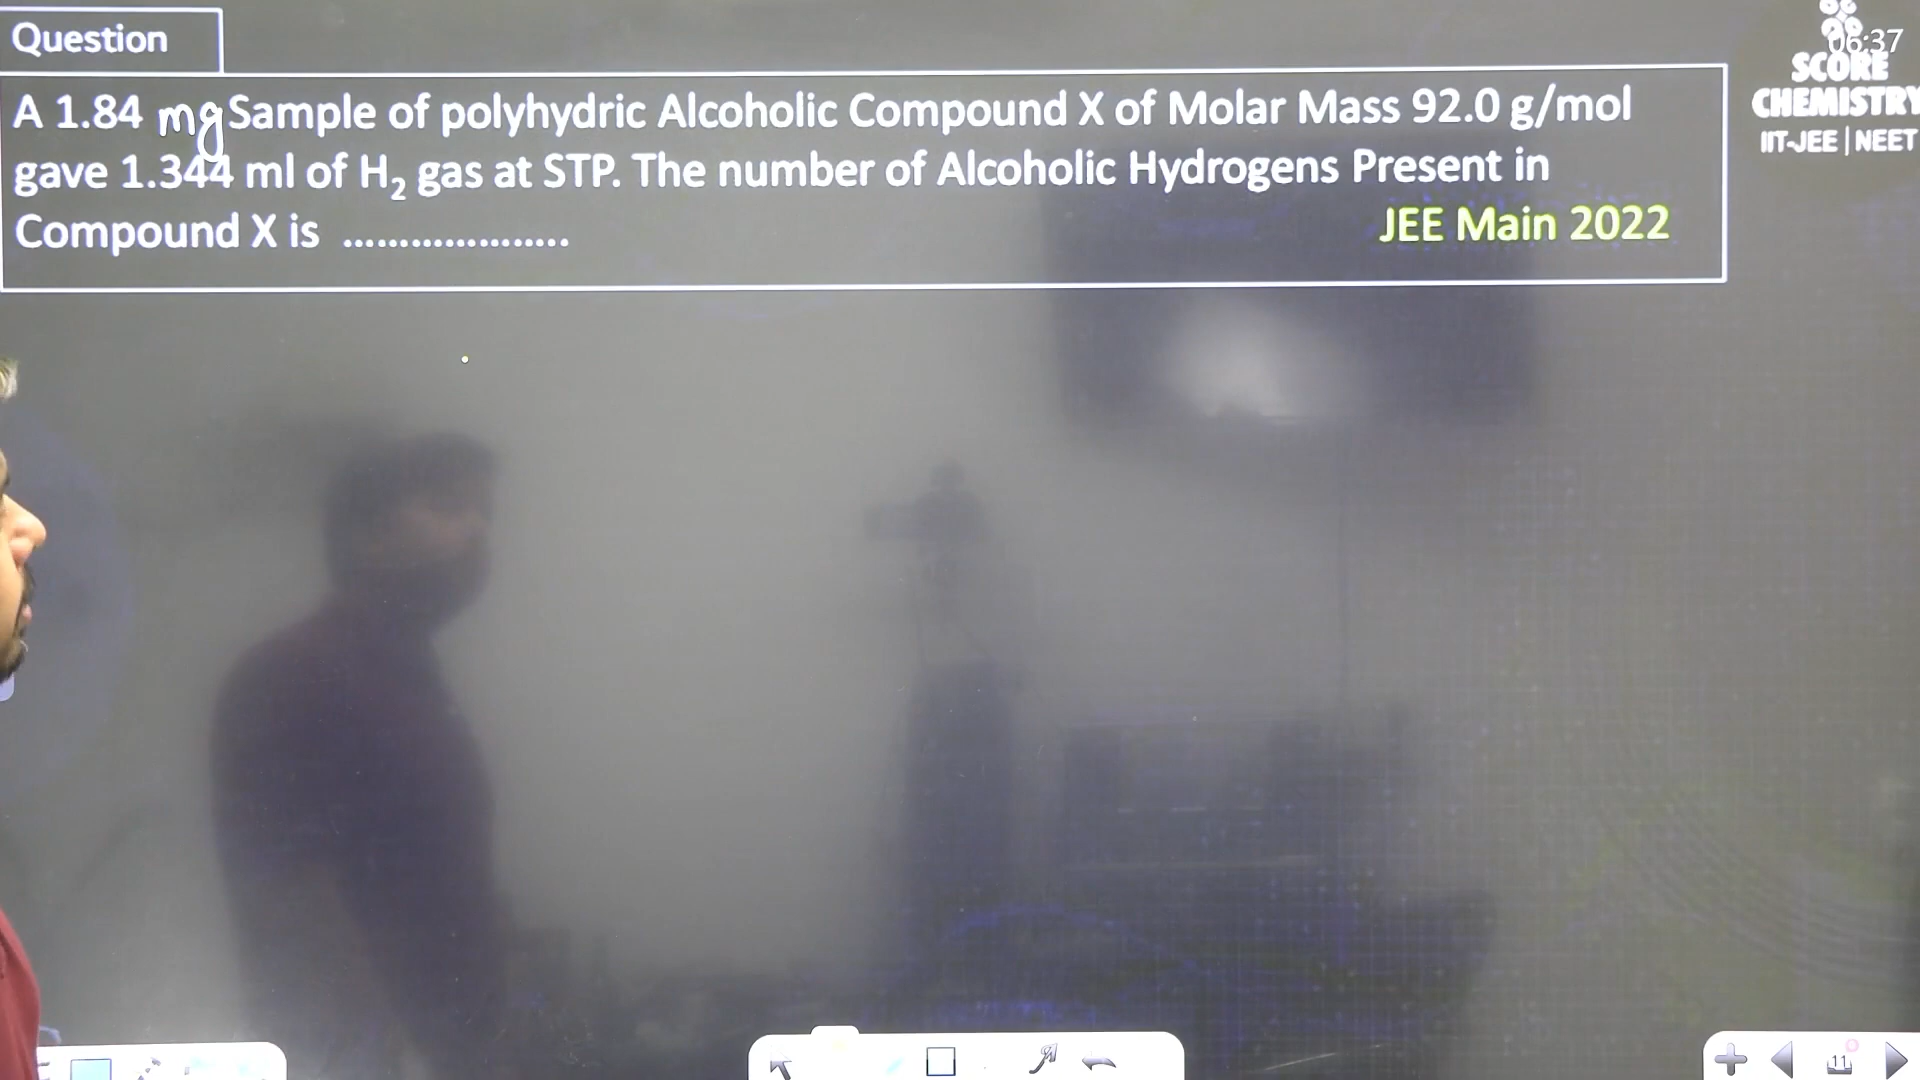 Question
A 1.84 mg Sample of polyhydric Alcoholic Compound X of Molar Mass 92.0 g/mol
gave 1.344 ml of H₂ gas at STP. The number of Alcoholic Hydrogens Present in
Compound X is ....................
JEE Main 2022
06:37
SCORE
CHEMISTRY
IIT-JEE | NEET
11